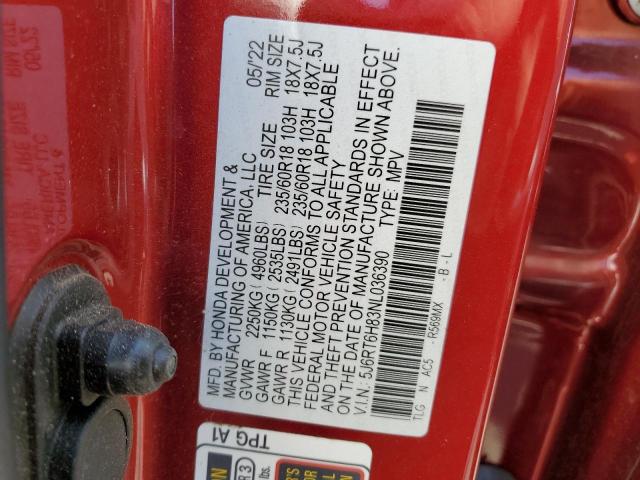 MFD. BY HONDA DEVELOPMENT &
MANUFACTURING OF AMERICA, LLC 05/'22
GVWR 2250KG ( 4960LBS) TIRE SIZE RIM SIZE
GAWR F 1150KG ( 2535LBS) 235/60R18 103H 18X7.5J
GAWR R 1130KG ( 2491LBS) 235/60R18 103H 18X7.5J
THIS VEHICLE CONFORMS TO ALL APPLICABLE
FEDERAL MOTOR VEHICLE SAFETY
AND THEFT PREVENTION STANDARDS IN EFFECT
ON THE DATE OF MANUFACTURE SHOWN ABOVE.
V.I.N: 5J6RT6H83NL036390 TYPE: MPV
TLG N AC5 - R569MX - B - L
TPG A1
R 3
lbs.